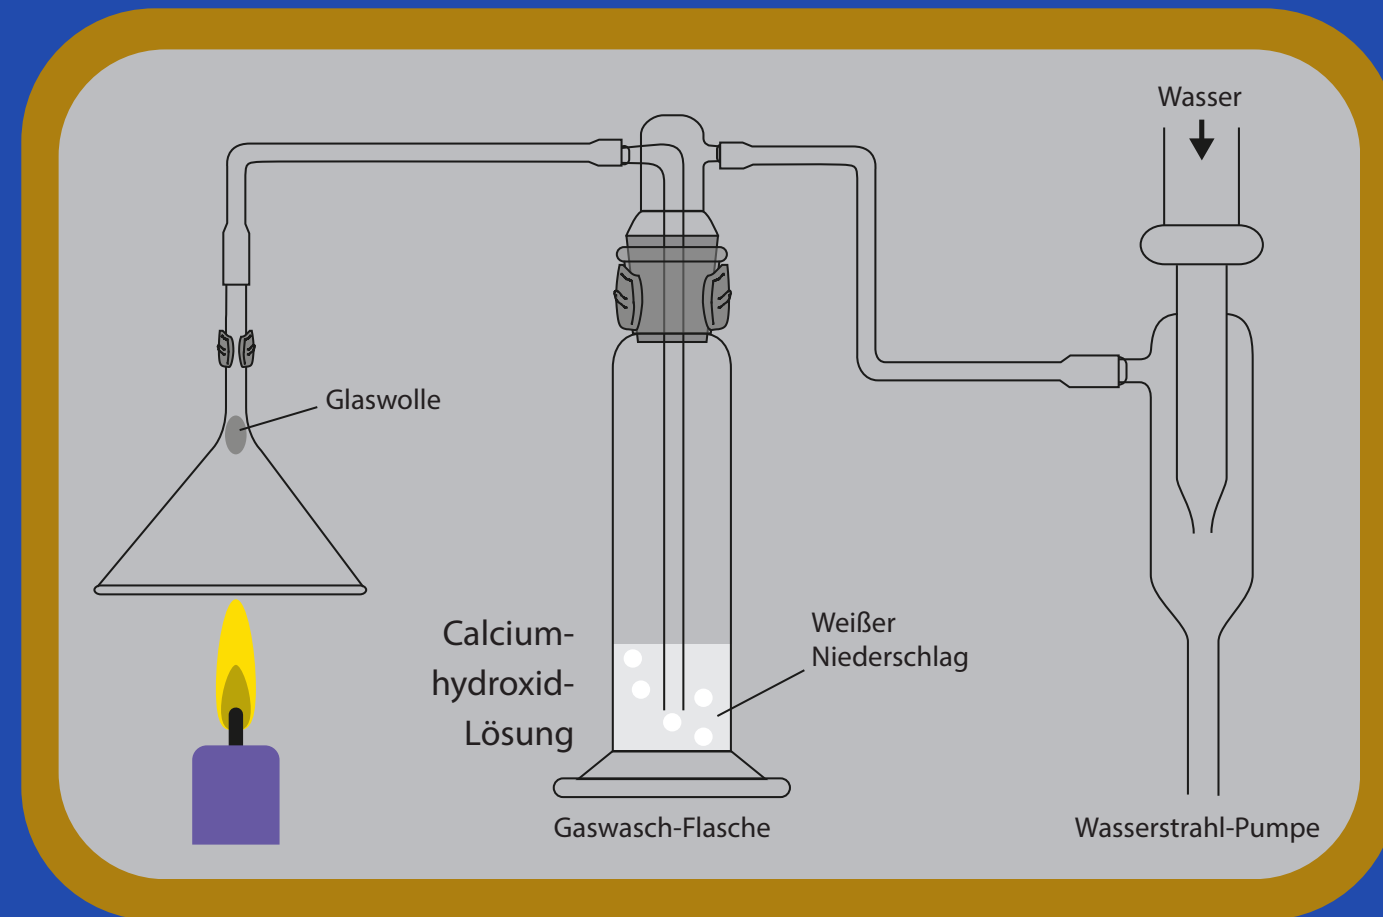 Wasser
Glaswolle
Calcium-
hydroxid-
Lösung
Weißer
Niederschlag
Gaswasch-Flasche
Wasserstrahl-Pumpe